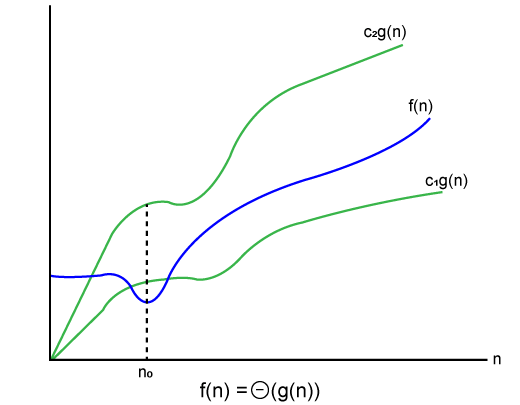 c₂g(n)
f(n)
c₁g(n)
n
n₀
f(n) = Θ(g(n))